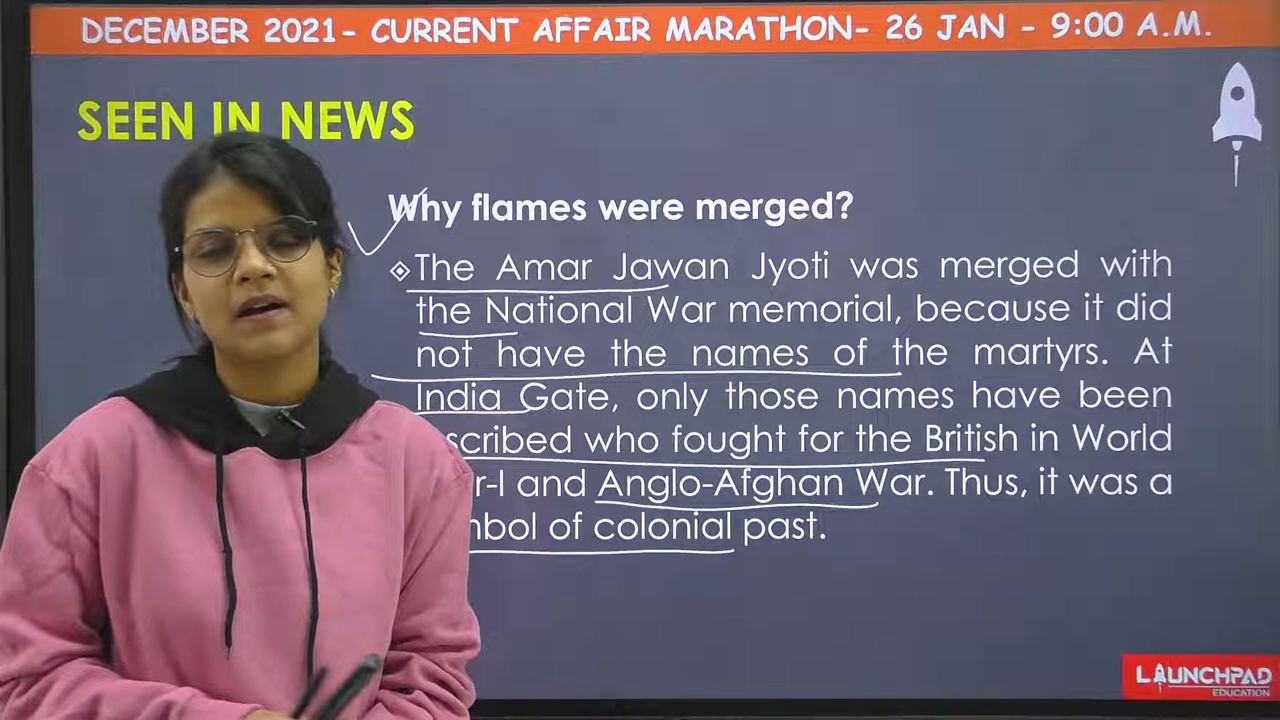 DECEMBER 2021- CURRENT AFFAIR MARATHON- 26 JAN - 9:00 A.M.
SEEN IN NEWS
Why flames were merged?
The Amar Jawan Jyoti was merged with
the National War memorial, because it did
not have the names of the martyrs. At
India Gate, only those names have been
scribed who fought for the British in World
r-I and Anglo-Afghan War. Thus, it was a
nbol of colonial past.
LAUNCHPAD
EDUCATION